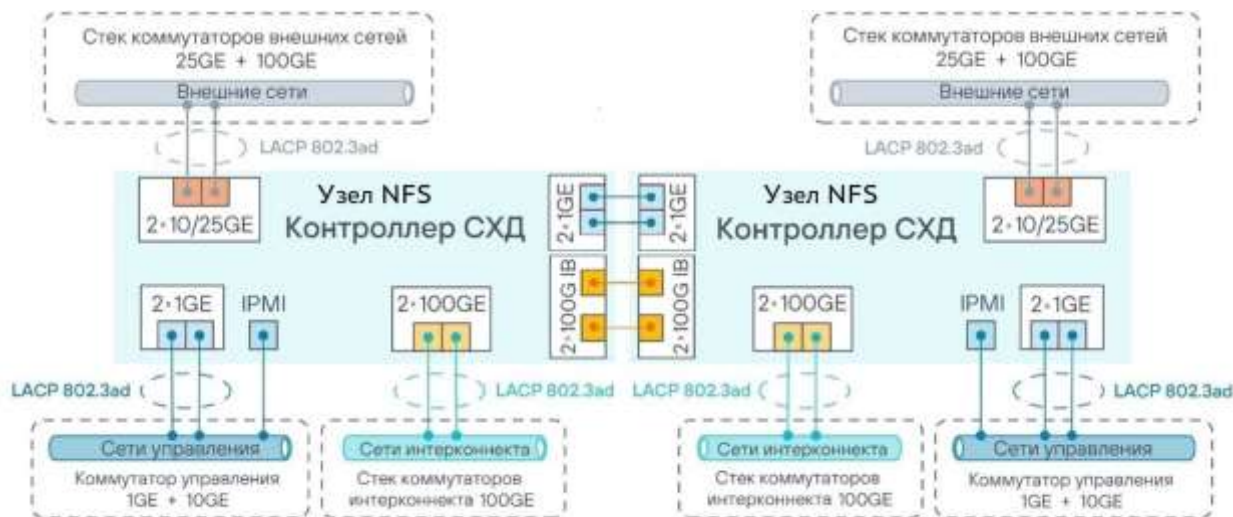 Стек коммутаторов внешних сетей
25GE + 100GE
Внешние сети
LACP 802.3ad
Стек коммутаторов внешних сетей
25GE + 100GE
Внешние сети
LACP 802.3ad
2×10/25GE
Узел NFS
Контроллер СХД
2×1GE
2×1GE
Узел NFS
Контроллер СХД
2×10/25GE
2×1GE
IPMI
2×100GE
2×100G IB
2×100G IB
2×100GE
IPMI
2×1GE
LACP 802.3ad
LACP 802.3ad
LACP 802.3ad
LACP 802.3ad
Сети управления
Коммутатор управления
1GE + 10GE
Сети интерконнекта
Стек коммутаторов
интерконнекта 100GE
Сети интерконнекта
Стек коммутаторов
интерконнекта 100GE
Сети управления
Коммутатор управления
1GE + 10GE